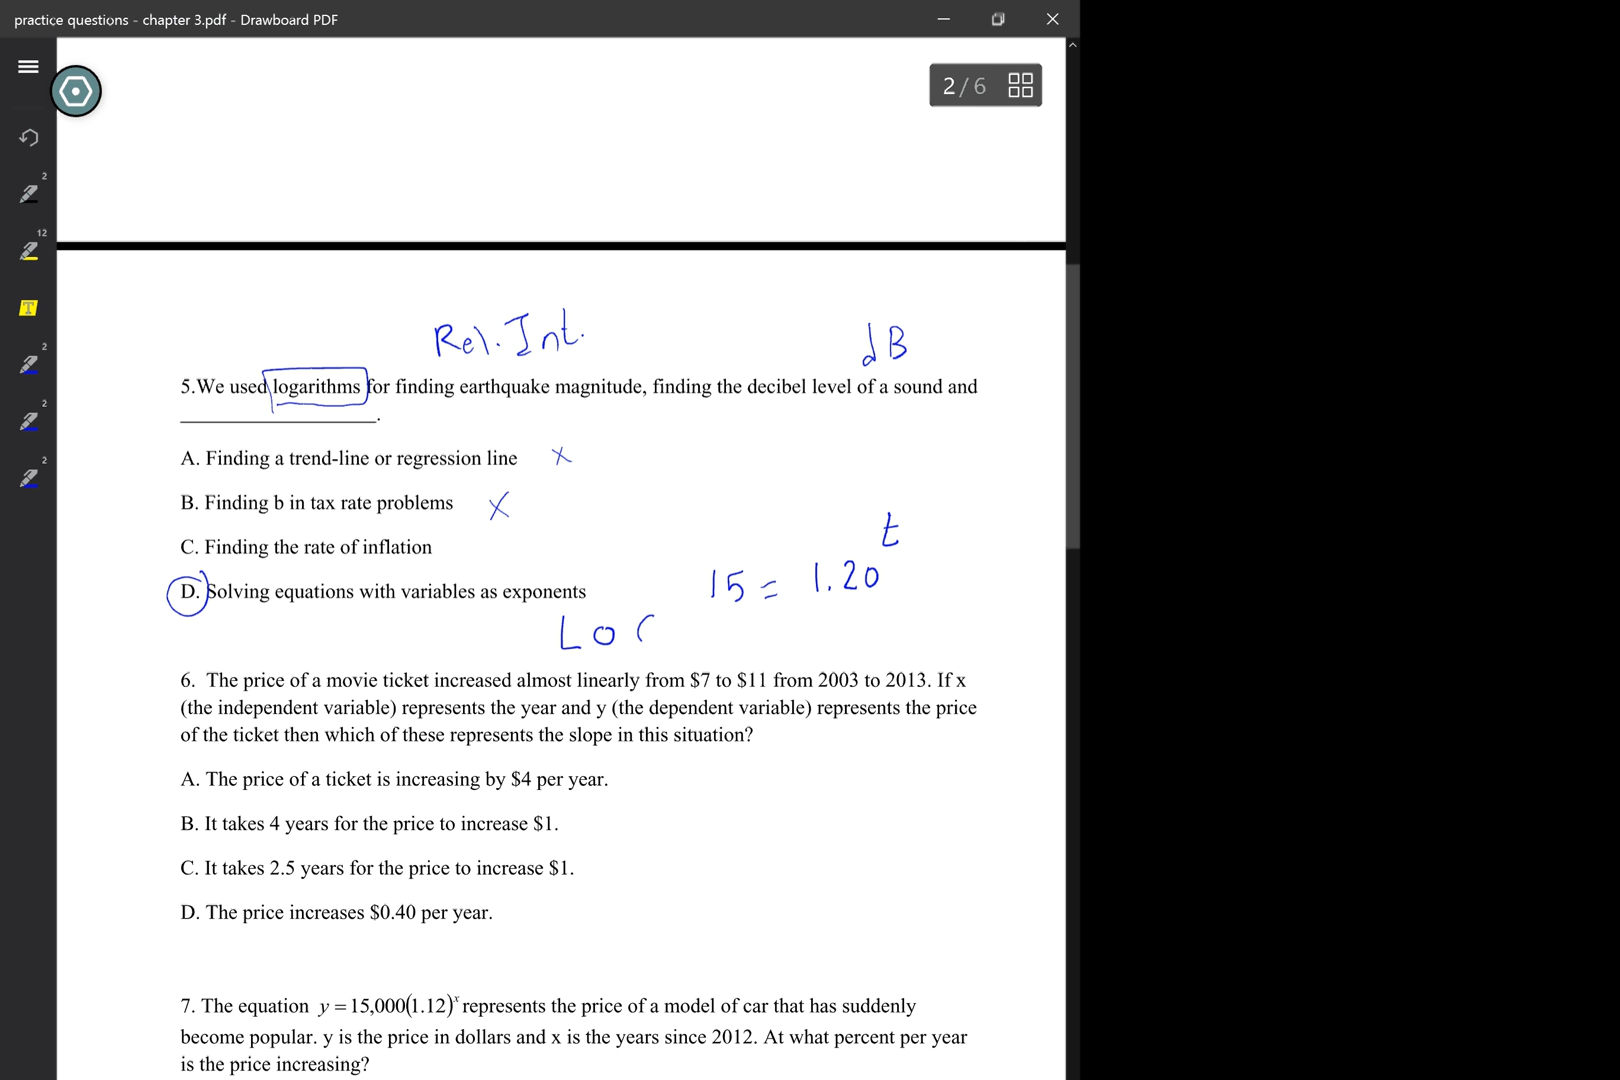 practice questions - chapter 3.pdf - Drawboard PDF
2 / 6
2
12
T
2
2
2
Rel. Int.
dB
5.We used logarithms for finding earthquake magnitude, finding the decibel level of a sound and
____________________.
A. Finding a trend-line or regression line X
B. Finding b in tax rate problems X
C. Finding the rate of inflation
D. Solving equations with variables as exponents
15 = 1.20^t
6. The price of a movie ticket increased almost linearly from $7 to $11 from 2003 to 2013. If x
(the independent variable) represents the year and y (the dependent variable) represents the price
of the ticket then which of these represents the slope in this situation?
A. The price of a ticket is increasing by $4 per year.
B. It takes 4 years for the price to increase $1.
C. It takes 2.5 years for the price to increase $1.
D. The price increases $0.40 per year.
7. The equation y = 15,000(1.12)^x represents the price of a model of car that has suddenly
become popular. y is the price in dollars and x is the years since 2012. At what percent per year
is the price increasing?